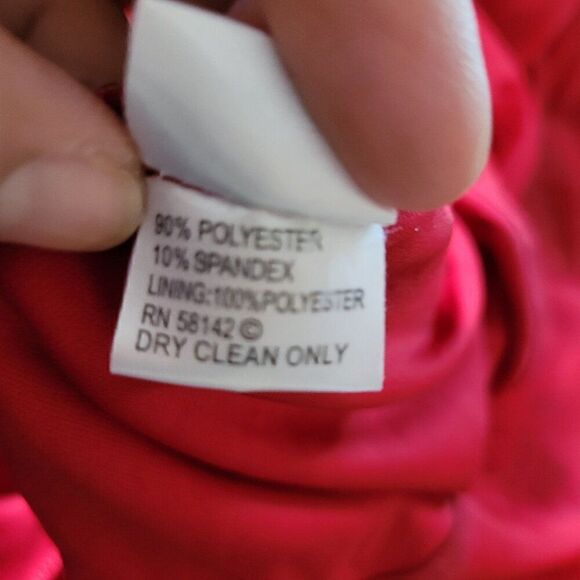 90% POLYESTER
10% SPANDEX
LINING:100%POLYESTER
RN 58142 ©
DRY CLEAN ONLY